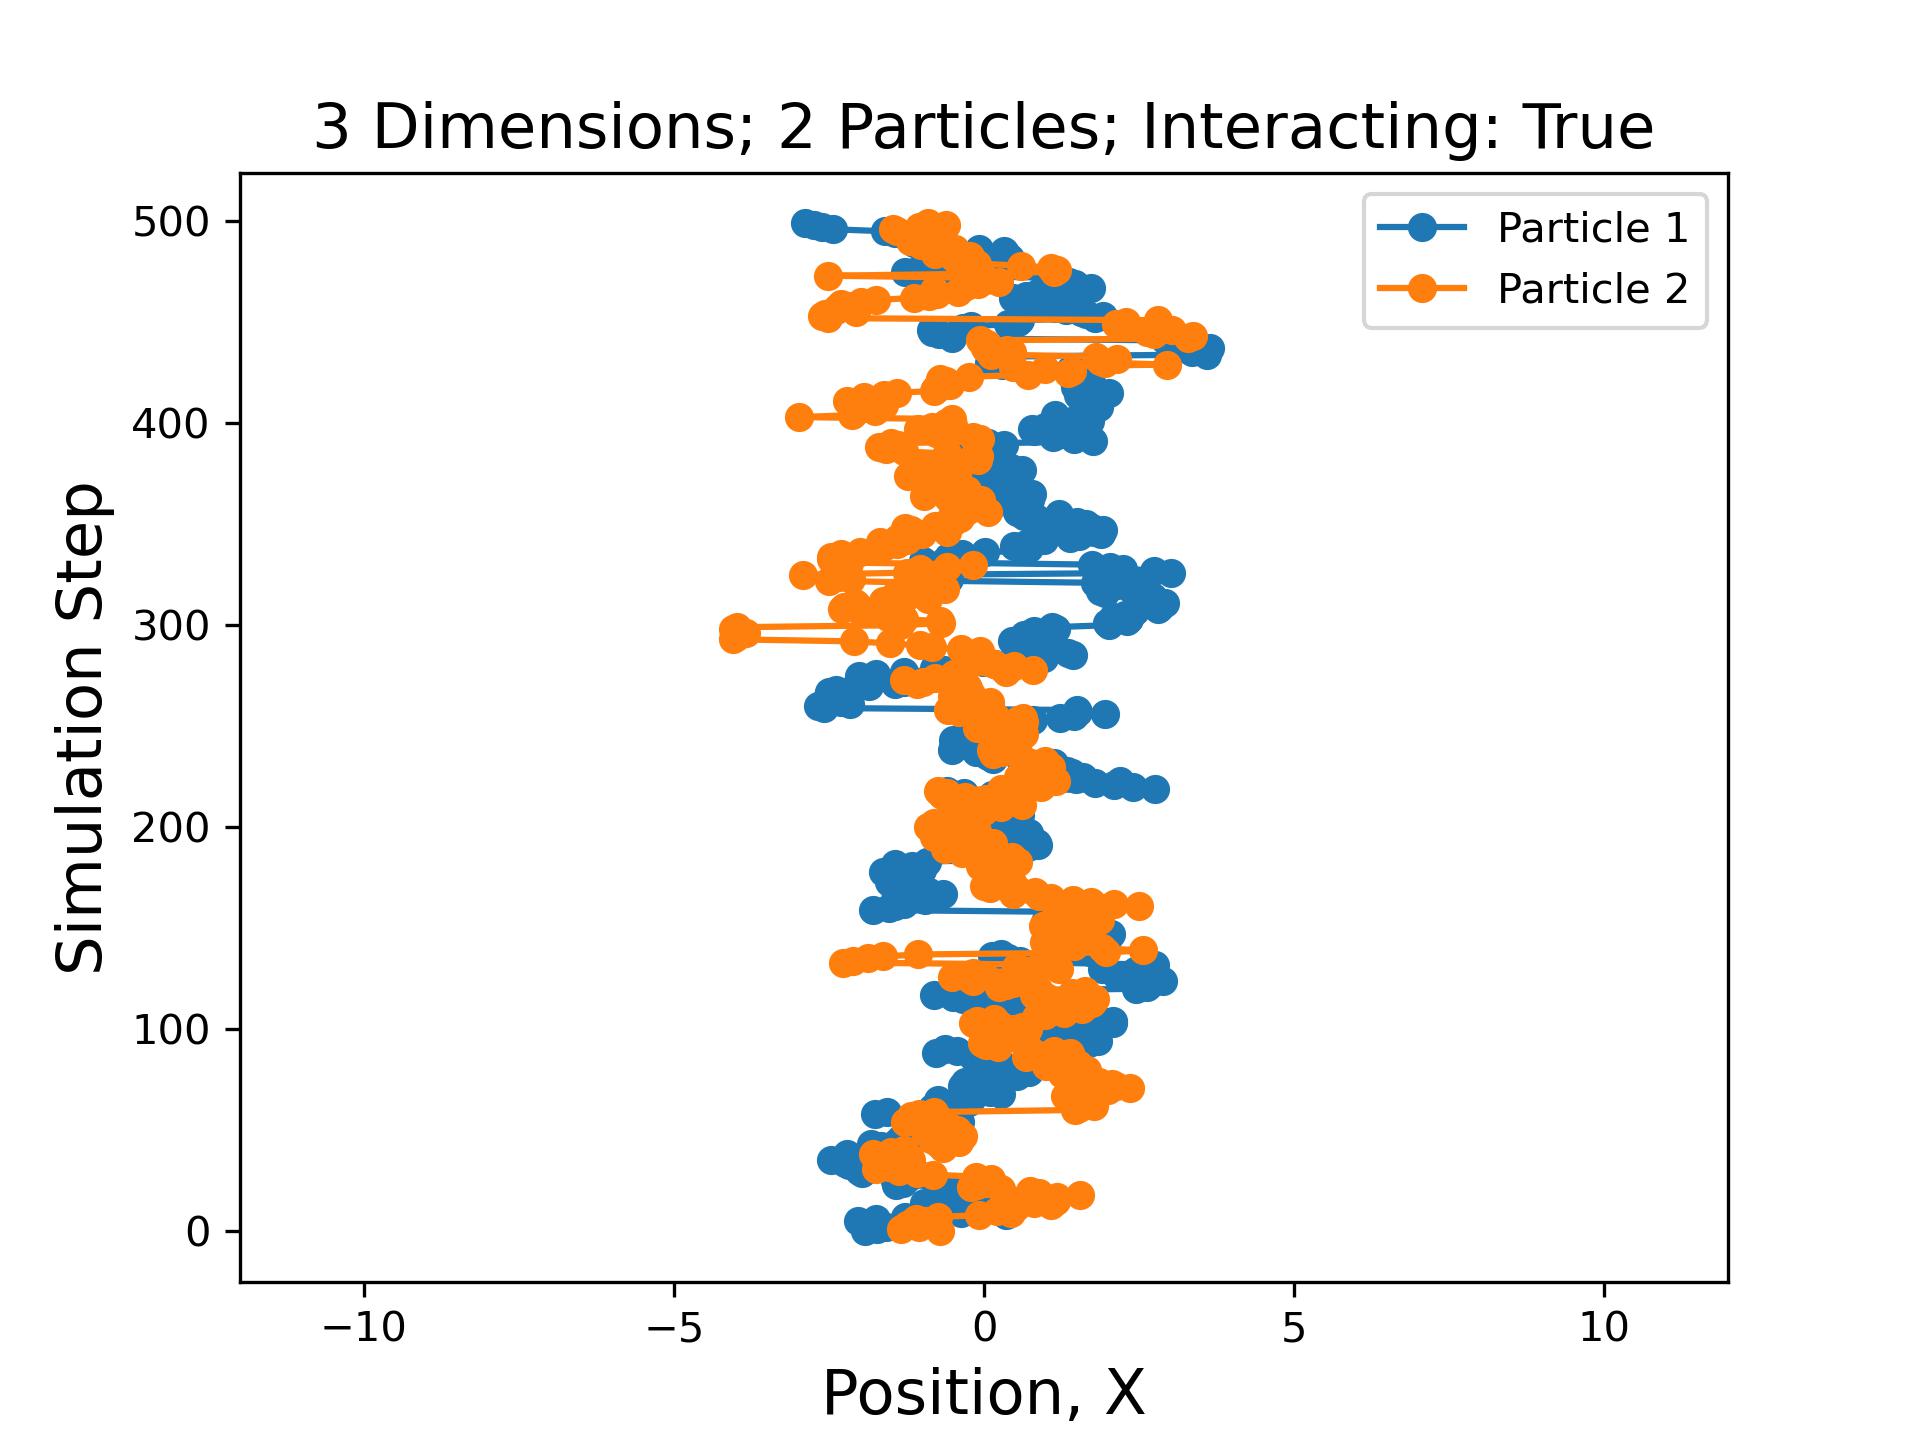 3 Dimensions; 2 Particles; Interacting: True
Particle 1
Particle 2
500
400
300
200
100
0
Simulation Step
−10
−5
0
5
10
Position, X